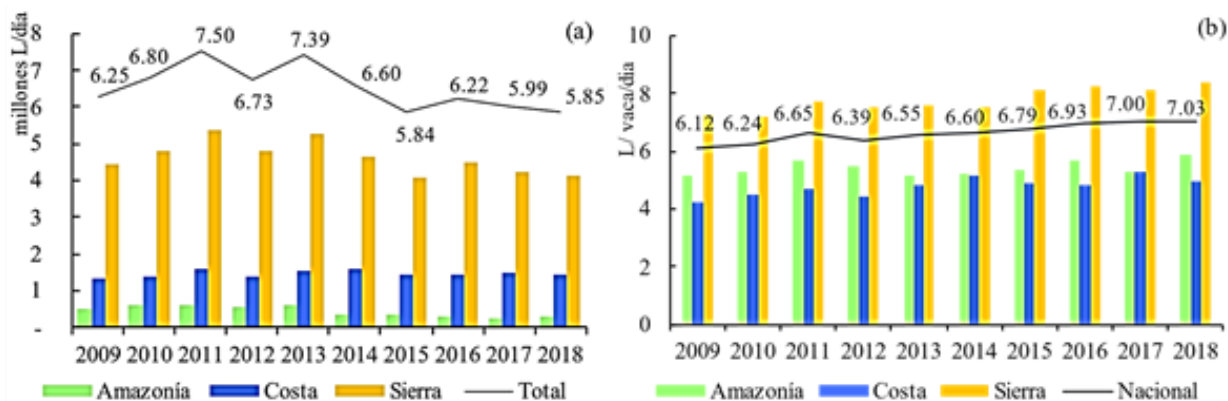 (a)
millones L/día
8
7
6
5
4
3
2
1
-
6.25 6.80 7.50 6.73 7.39 6.60 5.84 6.22 5.99 5.85
2009 2010 2011 2012 2013 2014 2015 2016 2017 2018
Amazonía Costa Sierra Total
(b)
L/ vaca/dia
10
8
6
4
2
0
6.12 6.24 6.65 6.39 6.55 6.60 6.79 6.93 7.00 7.03
2009 2010 2011 2012 2013 2014 2015 2016 2017 2018
Amazonía Costa Sierra Nacional